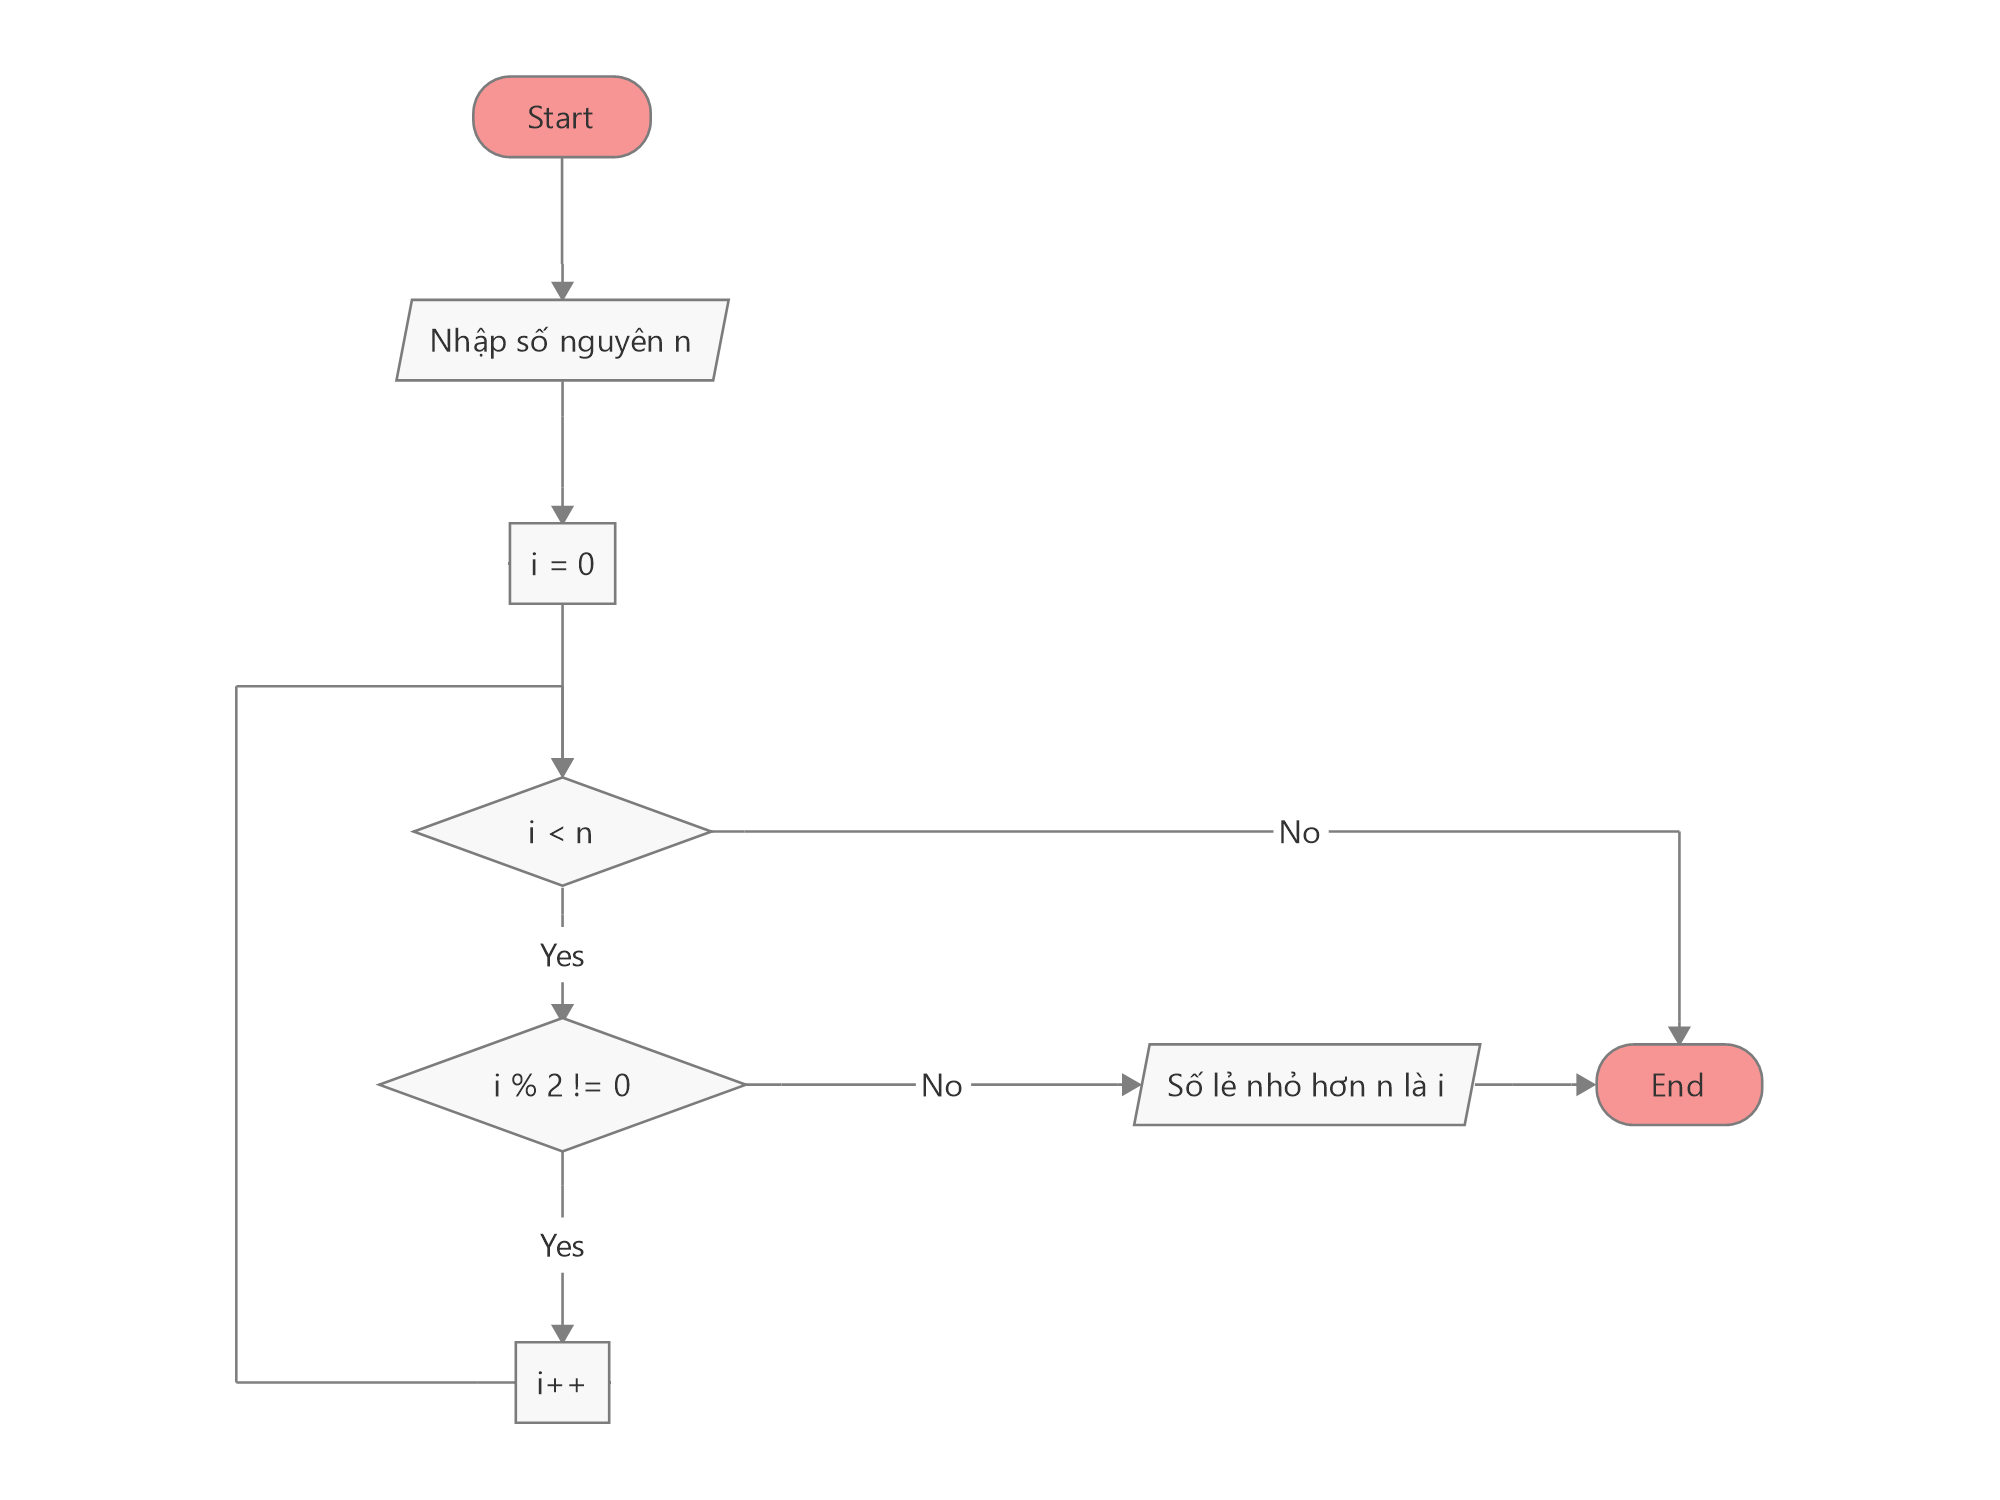 Start
Nhập số nguyên n
i = 0
i < n
No
Yes
i % 2 != 0
No
Số lẻ nhỏ hơn n là i
End
Yes
i++